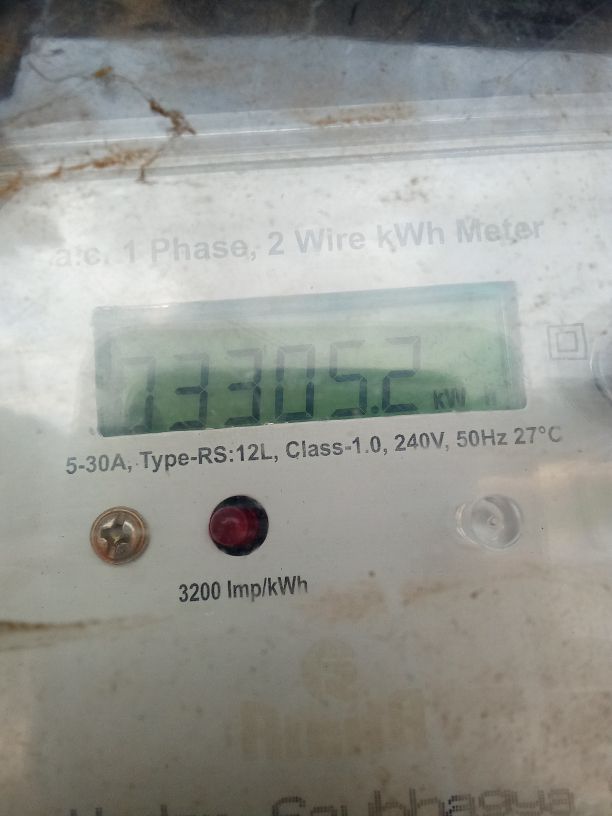 a.c. 1 Phase, 2 Wire kWh Meter
73305.2 kW h
5-30A, Type-RS:12L, Class-1.0, 240V, 50Hz 27°C
3200 Imp/kWh